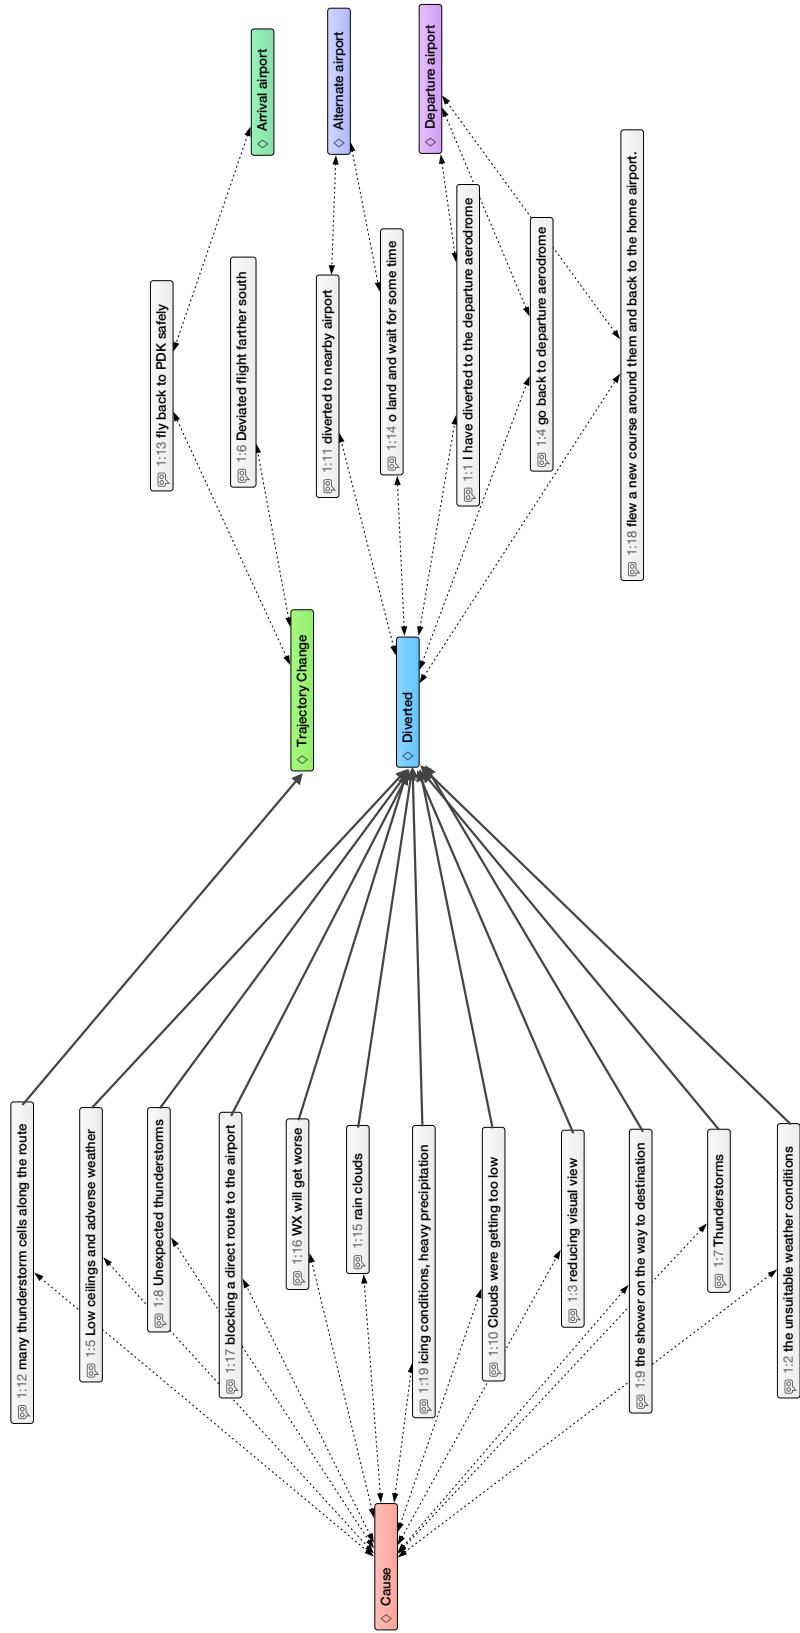 ◇ Cause
1:12 many thunderstorm cells along the route
1:5 Low ceilings and adverse weather
1:8 Unexpected thunderstorms
1:17 blocking a direct route to the airport
1:16 WX will get worse
1:15 rain clouds
1:19 icing conditions, heavy precipitation
1:10 Clouds were getting too low
1:3 reducing visual view
1:9 the shower on the way to destination
1:7 Thunderstorms
1:2 the unsuitable weather conditions
◇ Trajectory Change
◇ Diverted
1:13 fly back to PDK safely
1:6 Deviated flight farther south
1:11 diverted to nearby airport
1:14 o land and wait for some time
1:1 I have diverted to the departure aerodrome
1:4 go back to departure aerodrome
1:18 flew a new course around them and back to the home airport.
◇ Arrival airport
◇ Alternate airport
◇ Departure airport